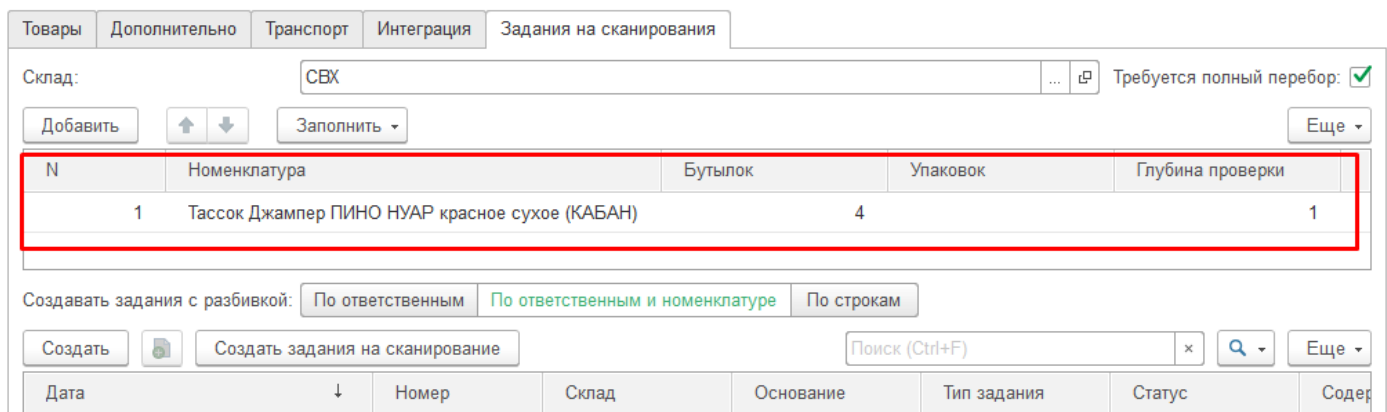 Товары Дополнительно Транспорт Интеграция Задания на сканирования
Склад: СВХ ... Требуется полный перебор:
Добавить Заполнить Еще
N Номенклатура Бутылок Упаковок Глубина проверки
1 Тассок Джампер ПИНО НУАР красное сухое (КАБАН) 4 1
Создавать задания с разбивкой: По ответственным По ответственным и номенклатуре По строкам
Создать Создать задания на сканирование Поиск (Ctrl+F) × Еще
Дата ↓ Номер Склад Основание Тип задания Статус Содер